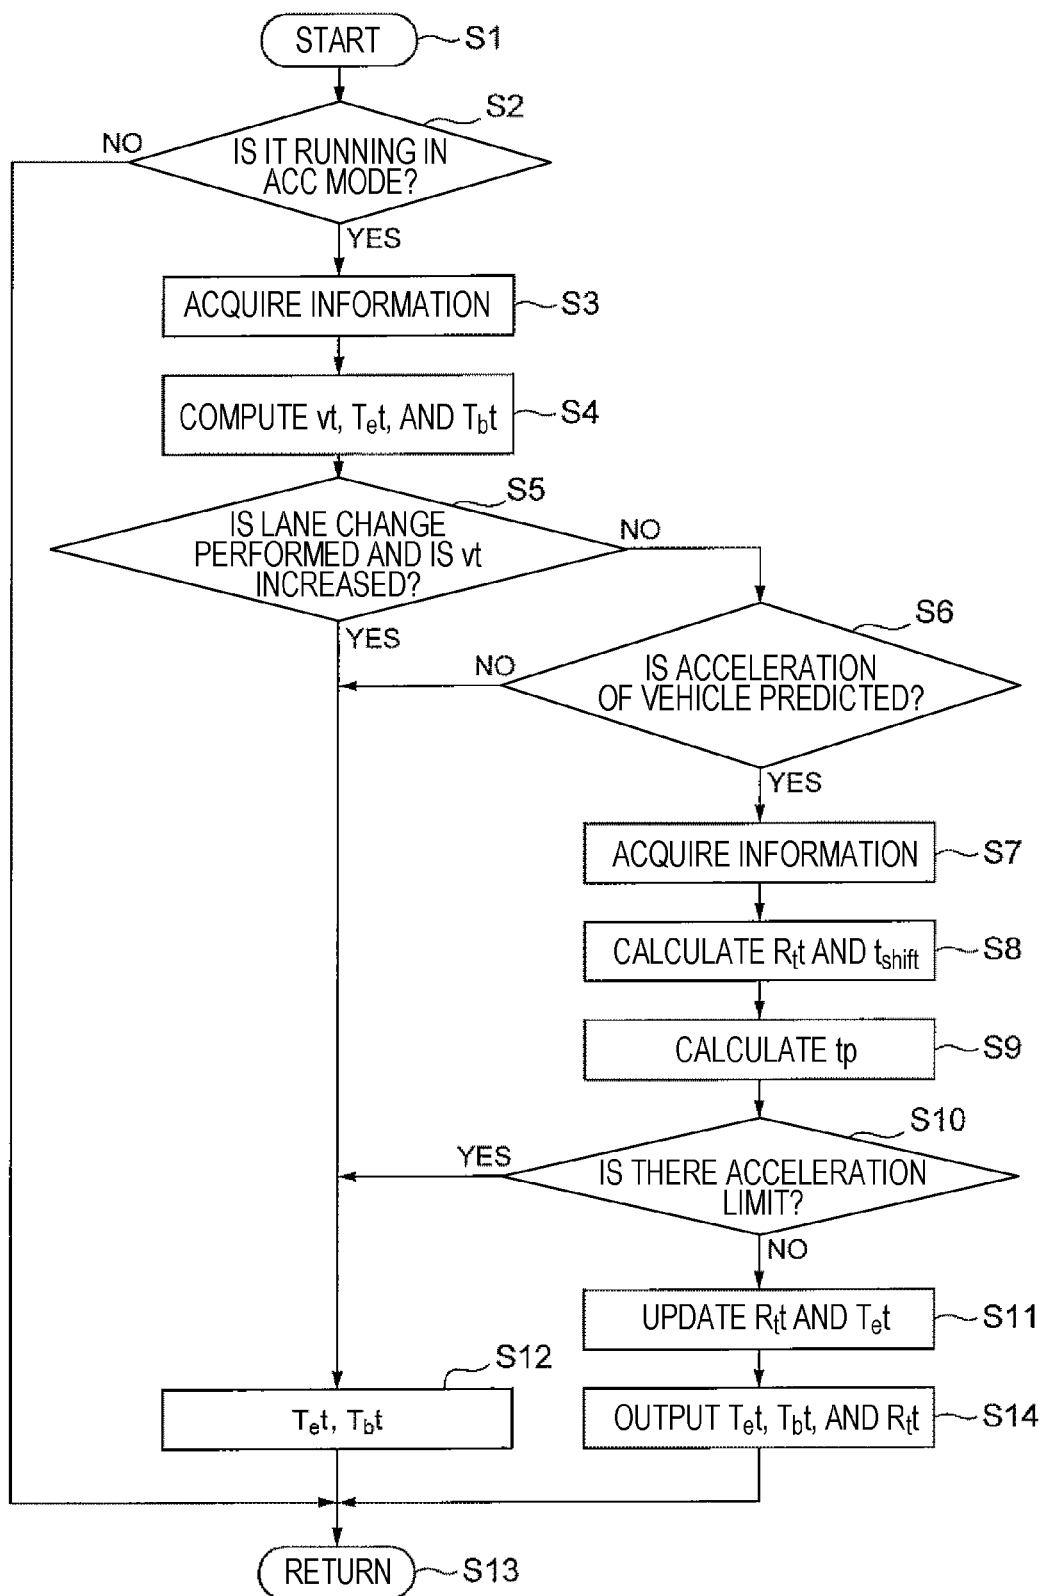 START
S1
S2
NO
IS IT RUNNING IN
ACC MODE?
YES
ACQUIRE INFORMATION
S3
COMPUTE vt, Tet, AND Tbt
S4
S5
IS LANE CHANGE
PERFORMED AND IS vt
INCREASED?
NO
YES
S6
NO
IS ACCELERATION
OF VEHICLE PREDICTED?
YES
ACQUIRE INFORMATION
S7
CALCULATE Rtt AND tshift
S8
CALCULATE tp
S9
S10
YES
IS THERE ACCELERATION
LIMIT?
NO
UPDATE Rtt AND Tet
S11
S12
Tet, Tbt
OUTPUT Tet, Tbt, AND Rtt
S14
RETURN
S13